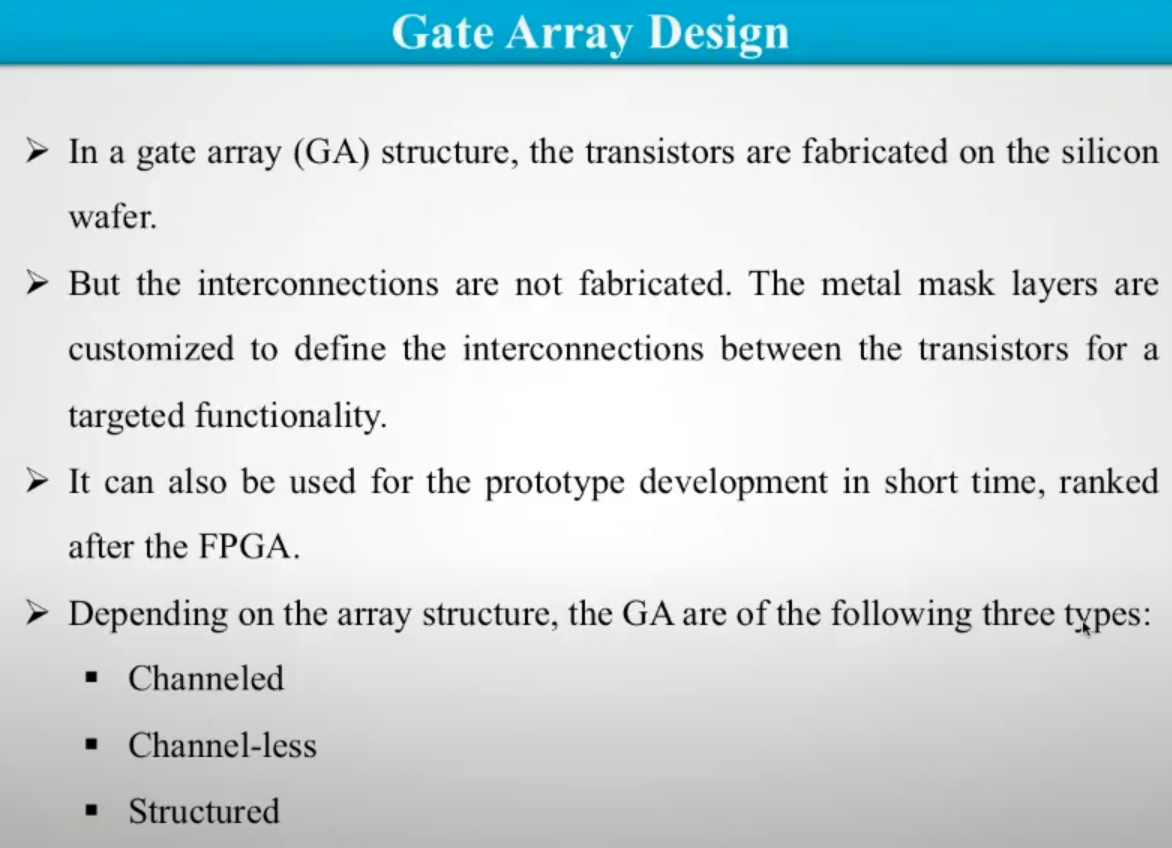 Gate Array Design
➢ In a gate array (GA) structure, the transistors are fabricated on the silicon
wafer.
➢ But the interconnections are not fabricated. The metal mask layers are
customized to define the interconnections between the transistors for a
targeted functionality.
➢ It can also be used for the prototype development in short time, ranked
after the FPGA.
➢ Depending on the array structure, the GA are of the following three types:
▪ Channeled
▪ Channel-less
▪ Structured